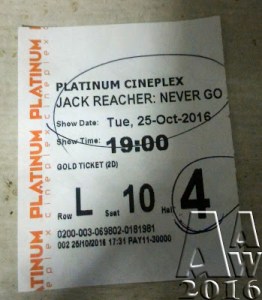 PLATINUM CINEPLEX
JACK REACHER: NEVER GO
Show Date: Tue, 25-Oct-2016
Show Time: 19:00
GOLD TICKET (2D)
Row L Seat 10 Hall 4
0200-003-069802-0181981
002 25/10/2016 17:31 PAY11-30000
PLATINUM PLATINUM PLATINUM
cineplex cineplex
AAAW
2016